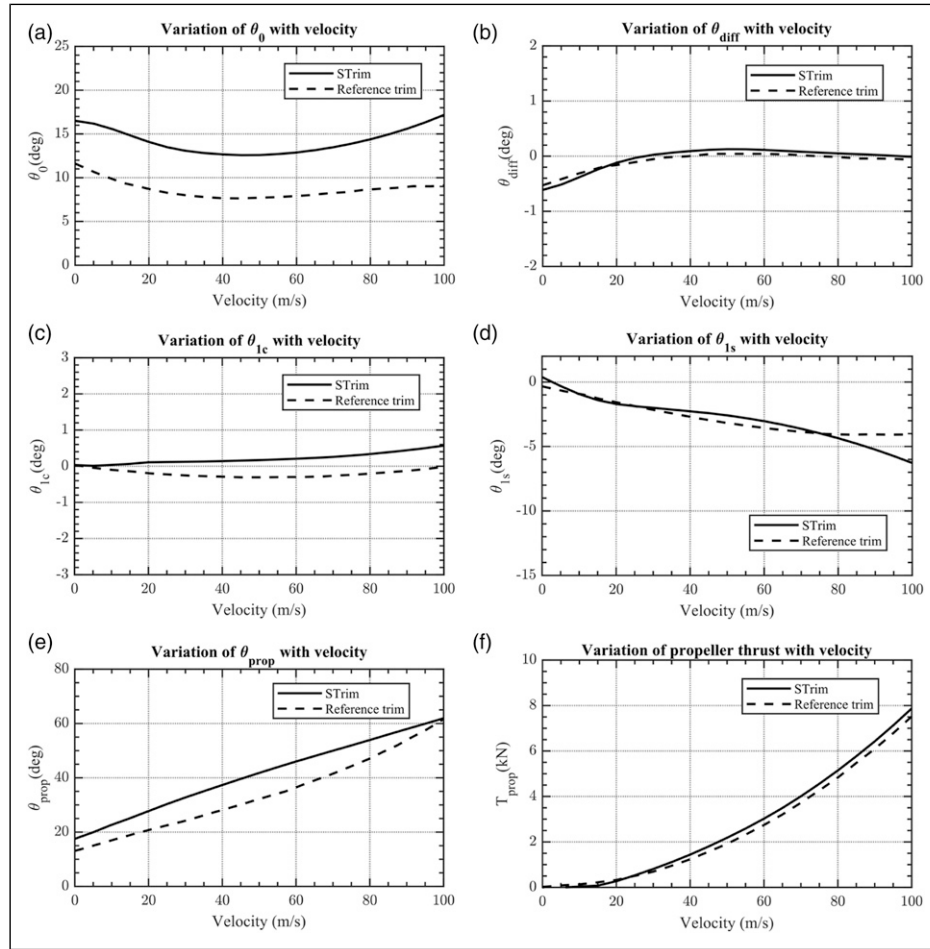 (a)
Variation of θ0 with velocity
25
20
15
10
5
0
θ0(deg)
STrim
Reference trim
0 20 40 60 80 100
Velocity (m/s)
(b)
Variation of θdiff with velocity
2
1
0
-1
-2
θdiff(deg)
STrim
Reference trim
0 20 40 60 80 100
Velocity (m/s)
(c)
Variation of θ1c with velocity
3
2
1
0
-1
-2
-3
θ1c(deg)
STrim
Reference trim
0 20 40 60 80 100
Velocity (m/s)
(d)
Variation of θ1s with velocity
0
-5
-10
-15
θ1s(deg)
STrim
Reference trim
0 20 40 60 80 100
Velocity (m/s)
(e)
Variation of θprop with velocity
80
60
40
20
0
θprop(deg)
STrim
Reference trim
0 20 40 60 80 100
Velocity (m/s)
(f)
Variation of propeller thrust with velocity
10
8
6
4
2
0
Tprop(kN)
STrim
Reference trim
0 20 40 60 80 100
Velocity (m/s)